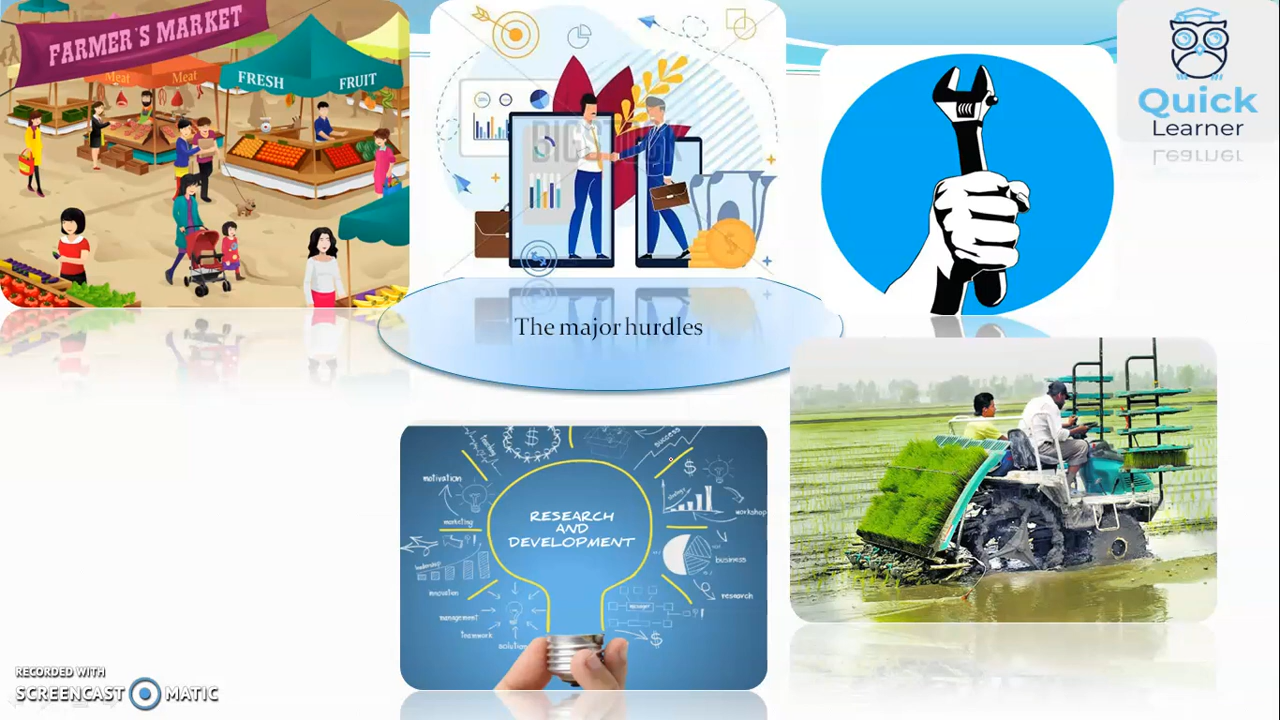 FARMER'S MARKET
Meat
Meat
FRESH
FRUIT
Quick
Learner
The major hurdles
success
motivation
marketing
workshop
RESEARCH
AND
DEVELOPMENT
business
innovation
research
management
manager
teamwork
solution
RECORDED WITH
SCREENCAST MATIC